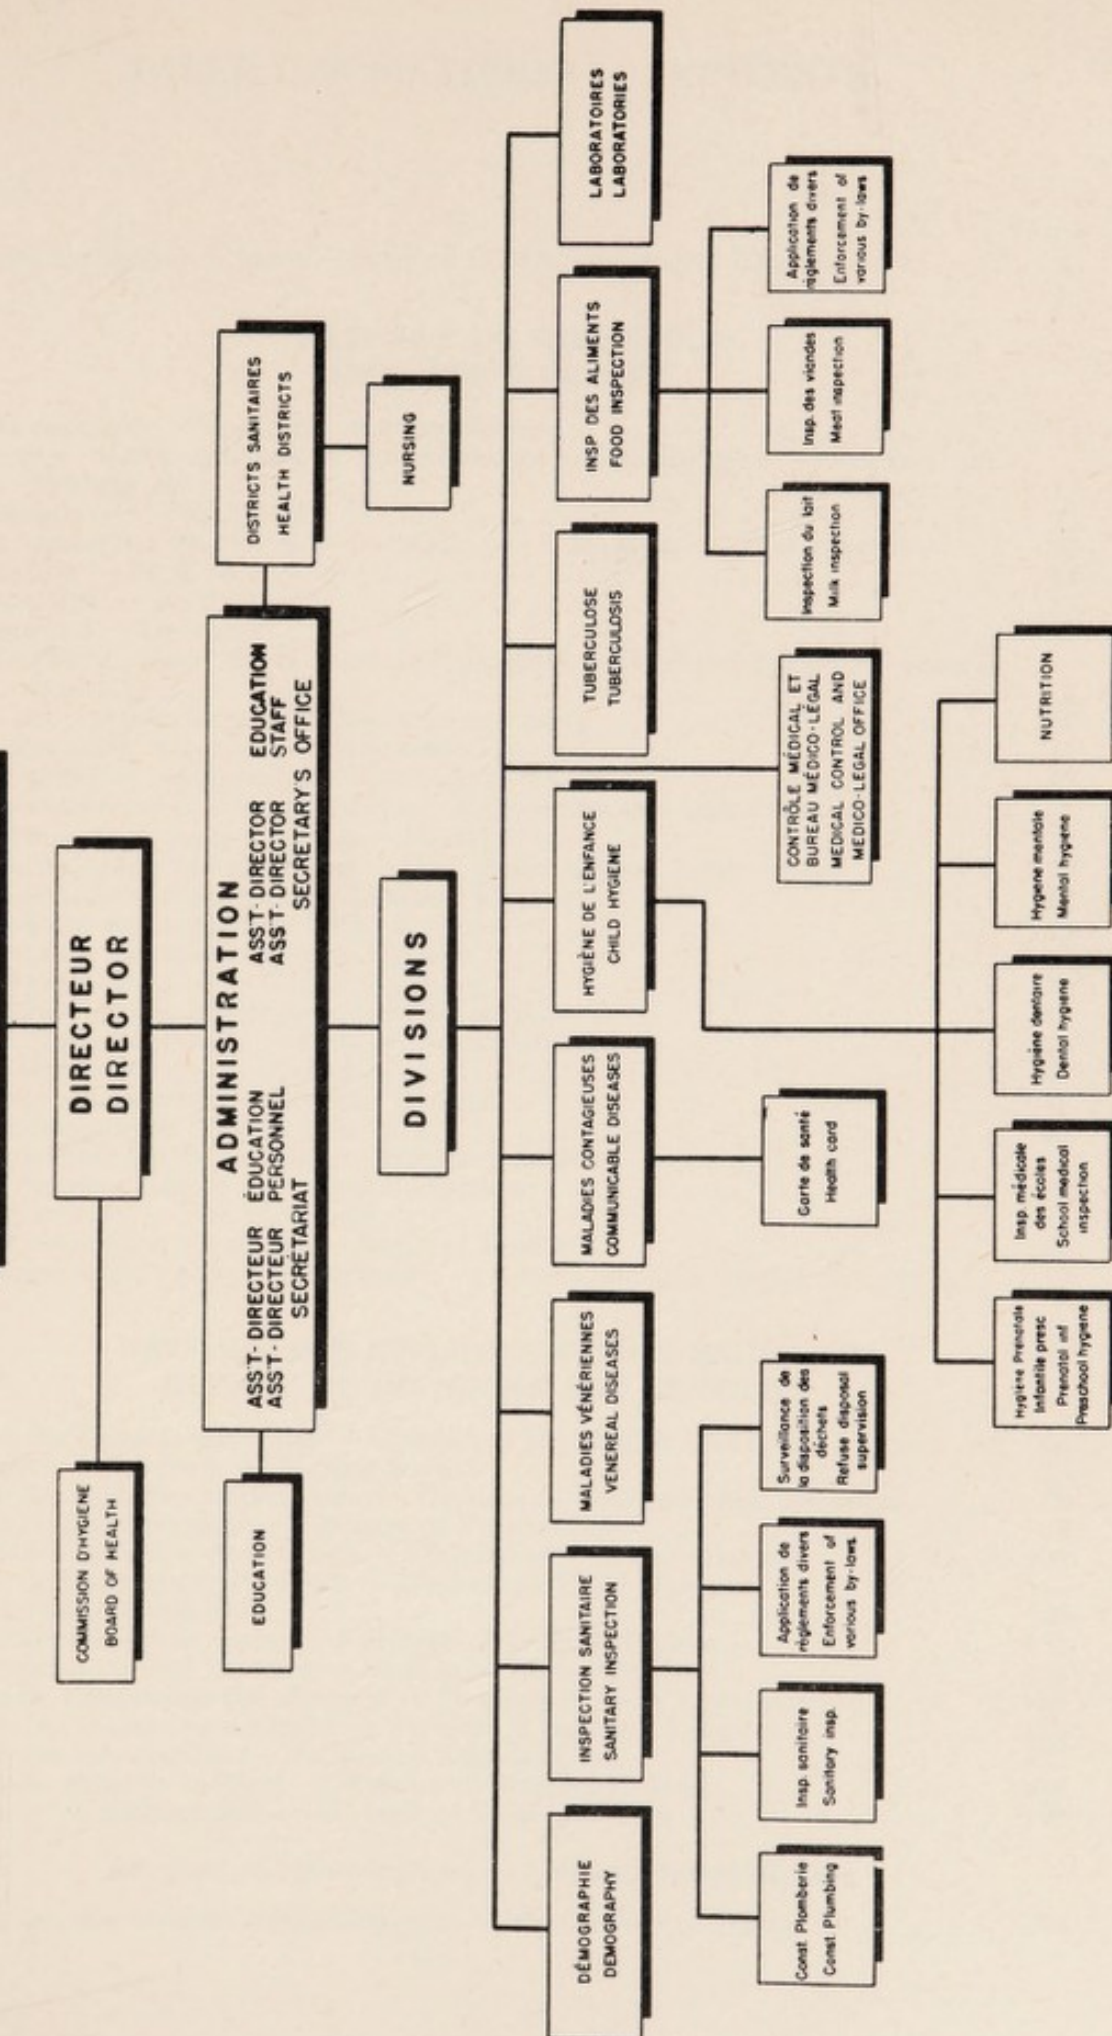 DIRECTEUR
DIRECTOR
COMMISSION D'HYGIENE
BOARD OF HEALTH
ADMINISTRATION
ASS'T-DIRECTEUR ÉDUCATION
ASS'T-DIRECTEUR PERSONNEL
SECRÉTARIAT
ASS'T-DIRECTOR EDUCATION
ASS'T-DIRECTOR STAFF
SECRETARY'S OFFICE
EDUCATION
DISTRICTS SANITAIRES
HEALTH DISTRICTS
NURSING
DIVISIONS
DÉMOGRAPHIE
DEMOGRAPHY
INSPECTION SANITAIRE
SANITARY INSPECTION
MALADIES VÉNÉRIENNES
VENEREAL DISEASES
MALADIES CONTAGIEUSES
COMMUNICABLE DISEASES
HYGIÈNE DE L'ENFANCE
CHILD HYGIENE
TUBERCULOSE
TUBERCULOSIS
INSP DES ALIMENTS
FOOD INSPECTION
LABORATOIRES
LABORATORIES
Const. Plomberie
Const. Plumbing
Insp. sanitaire
Sanitary insp.
Application de
règlements divers
Enforcement of
various by-laws.
Surveillance de
la disposition des
déchets
Refuse disposal
supervision
Carte de santé
Health card
CONTRÔLE MÉDICAL ET
BUREAU MÉDICO-LÉGAL
MEDICAL CONTROL AND
MEDICO-LEGAL OFFICE
Inspection du lait
Milk inspection
Insp. des viandes
Meat inspection
Application de
règlements divers
Enforcement of
various by-laws
Hygiène Prenatale
Infantile presc
Prenatal inf
Preschool hygiene
Insp médicale
des écoles
School medical
inspection
Hygiène dentaire
Dental hygiene
Hygiene mentale
Mental hygiene
NUTRITION